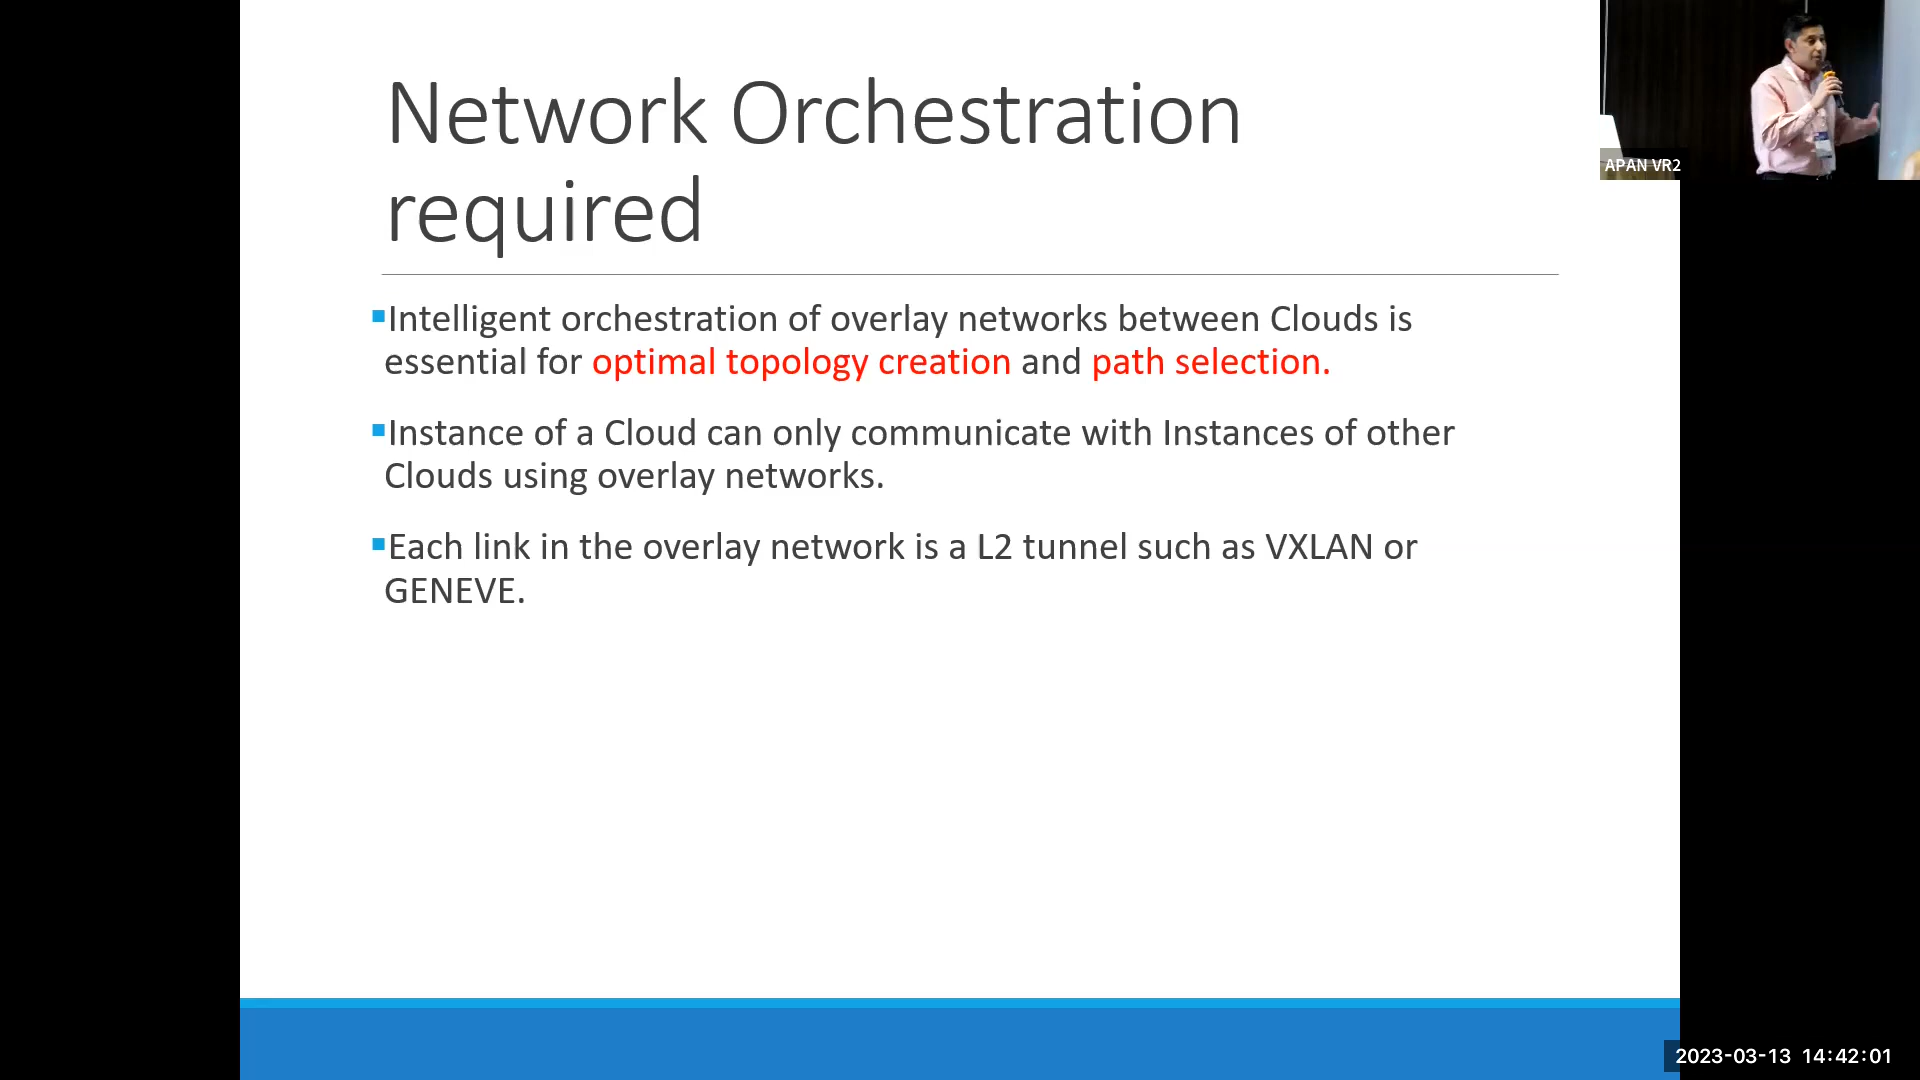 Network Orchestration
required
▪Intelligent orchestration of overlay networks between Clouds is
essential for optimal topology creation and path selection.
▪Instance of a Cloud can only communicate with Instances of other
Clouds using overlay networks.
▪Each link in the overlay network is a L2 tunnel such as VXLAN or
GENEVE.
APAN VR2
2023-03-13 14:42:01